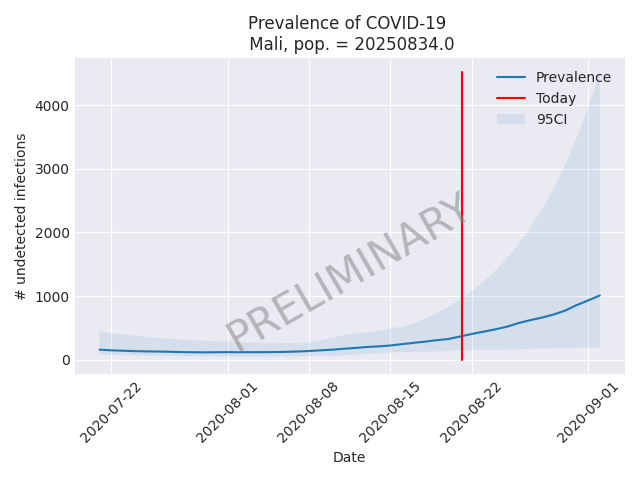 Prevalence of COVID-19
Mali, pop. = 20250834.0
Prevalence
Today
95CI
4000
3000
2000
1000
0
# undetected infections
PRELIMINARY
2020-07-22
2020-08-01
2020-08-08
2020-08-15
2020-08-22
2020-09-01
Date